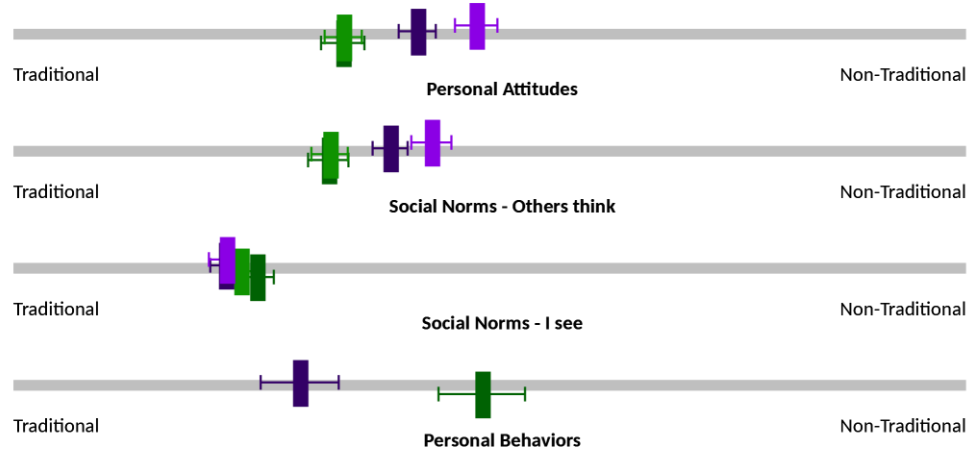 Traditional
Non-Traditional
Personal Attitudes
Traditional
Non-Traditional
Social Norms - Others think
Traditional
Non-Traditional
Social Norms - I see
Traditional
Non-Traditional
Personal Behaviors